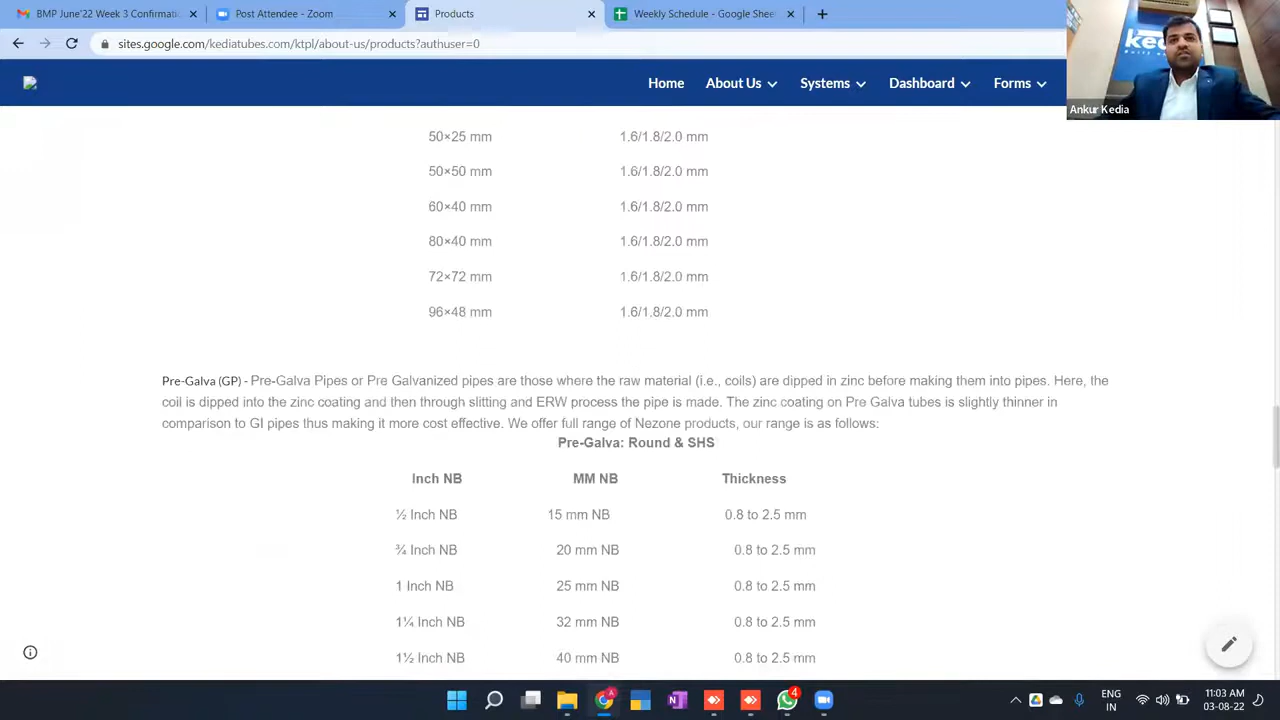 BMP June'22 Week 3 Confirmati
Post Attendee - Zoom
Products
Weekly Schedule - Google Shee
sites.google.com/kediatubes.com/ktpl/about-us/products?authuser=0
Home
About Us
Systems
Dashboard
Forms
Ankur Kedia
50×25 mm 1.6/1.8/2.0 mm
50×50 mm 1.6/1.8/2.0 mm
60×40 mm 1.6/1.8/2.0 mm
80×40 mm 1.6/1.8/2.0 mm
72×72 mm 1.6/1.8/2.0 mm
96×48 mm 1.6/1.8/2.0 mm
Pre-Galva (GP) - Pre-Galva Pipes or Pre Galvanized pipes are those where the raw material (i.e., coils) are dipped in zinc before making them into pipes. Here, the
coil is dipped into the zinc coating and then through slitting and ERW process the pipe is made. The zinc coating on Pre Galva tubes is slightly thinner in
comparison to GI pipes thus making it more cost effective. We offer full range of Nezone products, our range is as follows:
Pre-Galva: Round & SHS
Inch NB MM NB Thickness
½ Inch NB 15 mm NB 0.8 to 2.5 mm
¾ Inch NB 20 mm NB 0.8 to 2.5 mm
1 Inch NB 25 mm NB 0.8 to 2.5 mm
1¼ Inch NB 32 mm NB 0.8 to 2.5 mm
1½ Inch NB 40 mm NB 0.8 to 2.5 mm
4
ENG
IN
11:03 AM
03-08-22